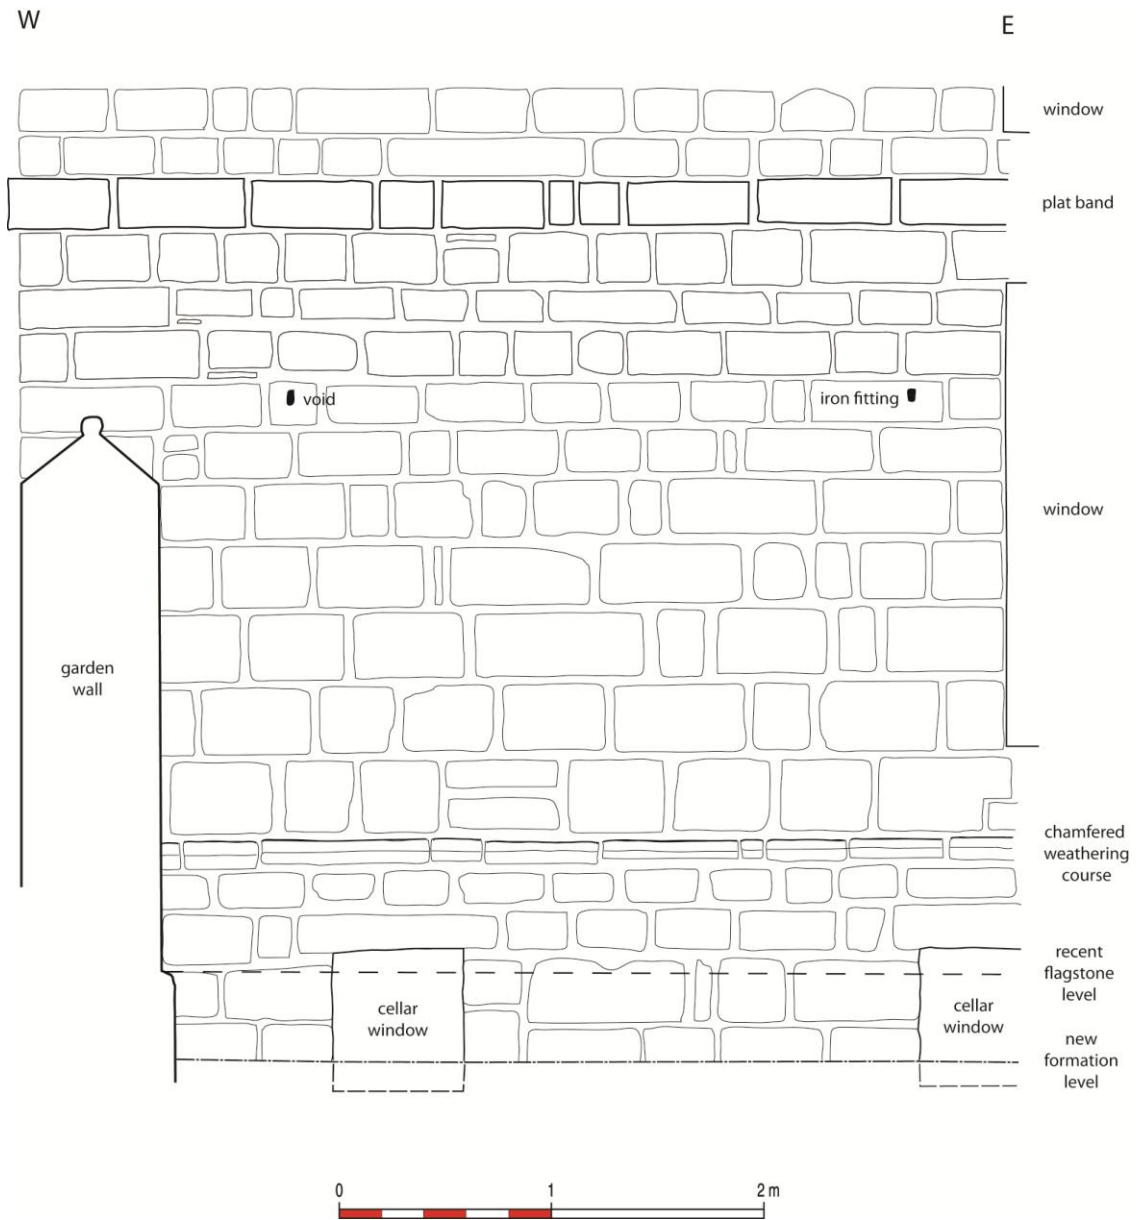 W
E
window
plat band
void
iron fitting
window
garden
wall
chamfered
weathering
course
recent
flagstone
level
cellar
window
cellar
window
new
formation
level
0
1
2 m